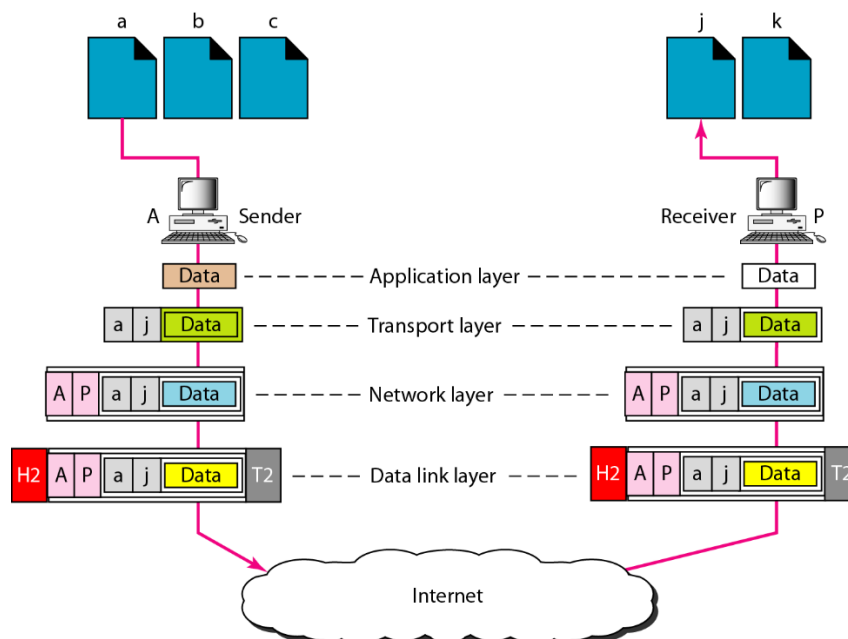 a b c j k
A Sender Receiver P
Data Application layer Data
a j Data Transport layer a j Data
A P a j Data Network layer A P a j Data
H2 A P a j Data T2 Data link layer H2 A P a j Data T2
Internet